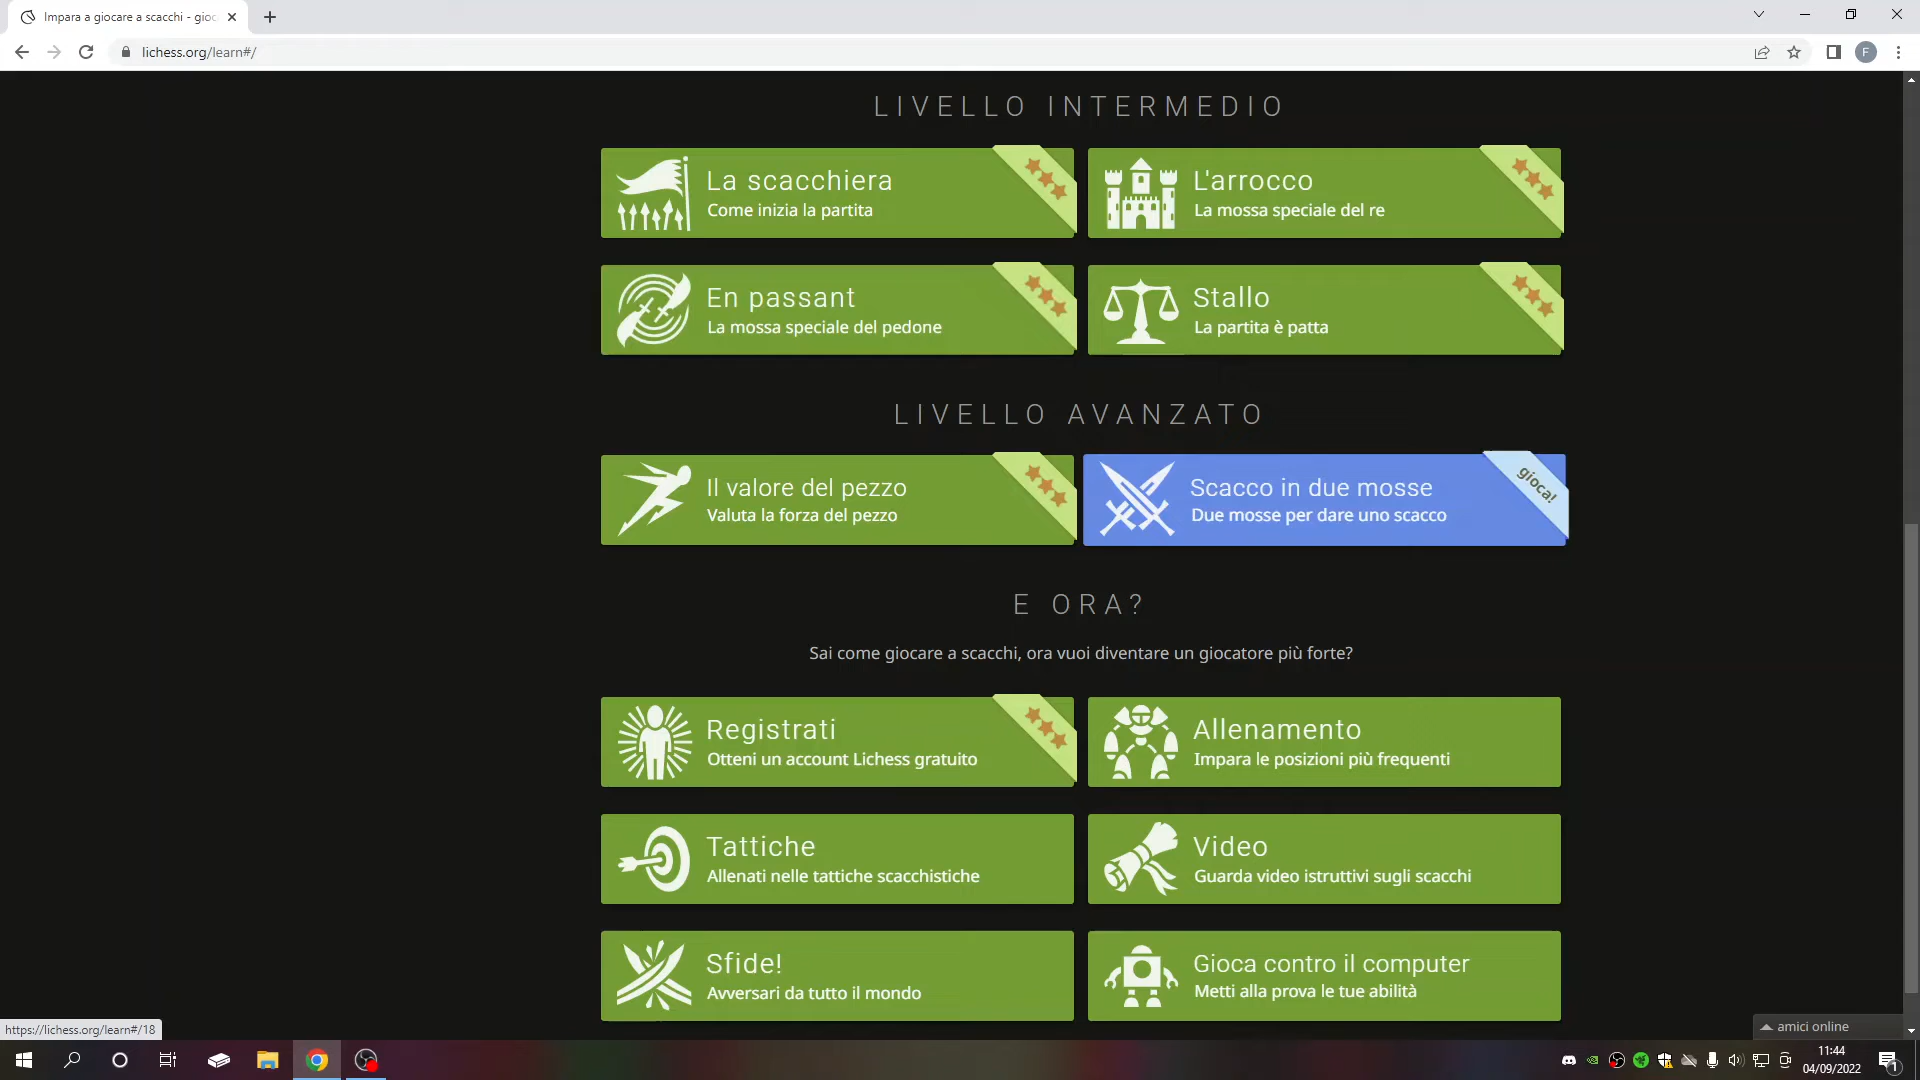 Impara a giocare a scacchi - gioc
lichess.org/learn#/
F
LIVELLO INTERMEDIO
La scacchiera
Come inizia la partita
L'arrocco
La mossa speciale del re
En passant
La mossa speciale del pedone
Stallo
La partita è patta
LIVELLO AVANZATO
Il valore del pezzo
Valuta la forza del pezzo
Scacco in due mosse
Due mosse per dare uno scacco
gioca!
E ORA?
Sai come giocare a scacchi, ora vuoi diventare un giocatore più forte?
Registrati
Otteni un account Lichess gratuito
Allenamento
Impara le posizioni più frequenti
Tattiche
Allenati nelle tattiche scacchistiche
Video
Guarda video istruttivi sugli scacchi
Sfide!
Avversari da tutto il mondo
Gioca contro il computer
Metti alla prova le tue abilità
https://lichess.org/learn#/18
amici online
11:44
04/09/2022
1